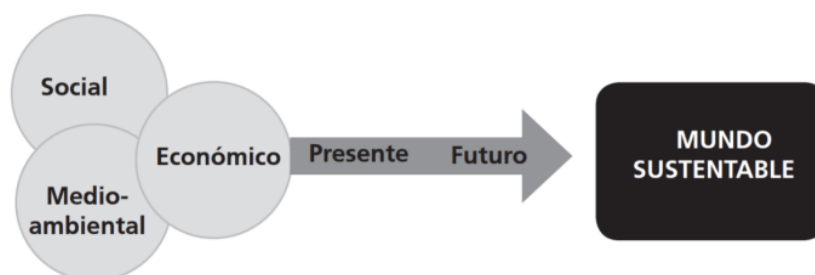 Social
Económico
Medio-
ambiental
Presente Futuro
MUNDO
SUSTENTABLE